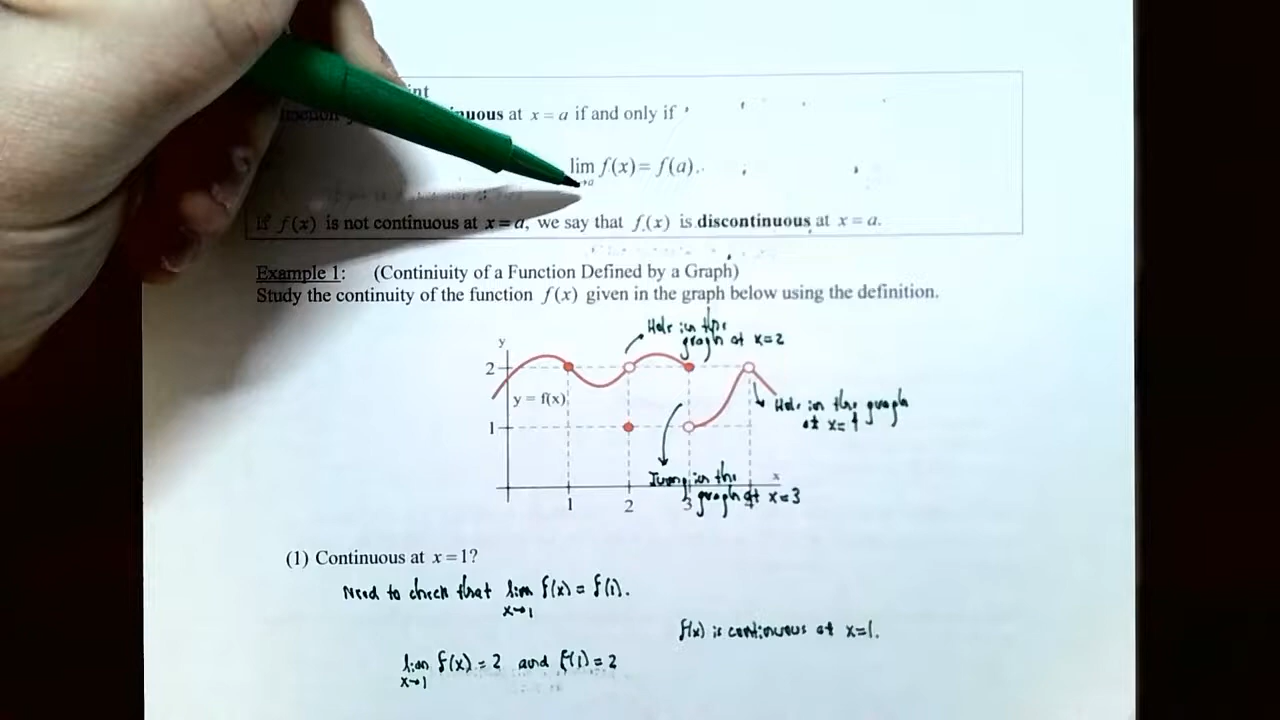 int
nuous at x = a if and only if
lim f(x) = f(a).
x→a
If f(x) is not continuous at x = a, we say that f(x) is discontinuous at x = a.
Example 1: (Continiuity of a Function Defined by a Graph)
Study the continuity of the function f(x) given in the graph below using the definition.
Hole in the
graph at x=2
y
2
y = f(x)
Hole in the graph
at x=4
1
Jump in the
graph at x=3
x
1 2 3 4
(1) Continuous at x = 1?
Need to check that lim f(x) = f(1).
x→1
f(x) is continuous at x=1.
lim f(x) = 2 and f(1) = 2
x→1